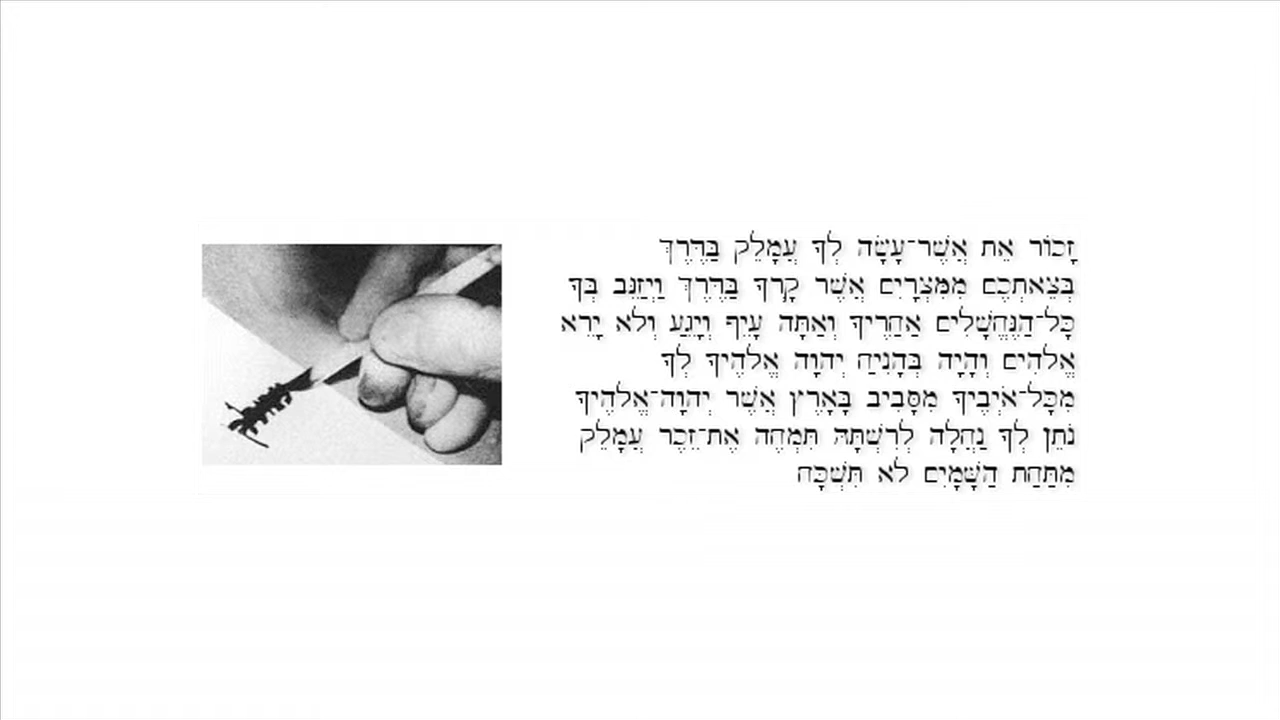 זָכוֹר אֵת אֲשֶׁר־עָשָׂה לְךָ עֲמָלֵק בַּדֶּרֶךְ
בְּצֵאתְכֶם מִמִּצְרָיִם אֲשֶׁר קָרְךָ בַּדֶּרֶךְ וַיְזַנֵּב בְּךָ
כָּל־הַנֶּחֱשָׁלִים אַחֲרֶיךָ וְאַתָּה עָיֵף וְיָגֵעַ וְלֹא יָרֵא
אֱלֹהִים וְהָיָה בְּהָנִיחַ יְהוָה אֱלֹהֶיךָ לְךָ
מִכָּל־אֹיְבֶיךָ מִסָּבִיב בָּאָרֶץ אֲשֶׁר יְהוָה־אֱלֹהֶיךָ
נֹתֵן לְךָ נַחֲלָה לְרִשְׁתָּהּ תִּמְחֶה אֶת־זֵכֶר עֲמָלֵק
מִתַּחַת הַשָּׁמָיִם לֹא תִּשְׁכָּח